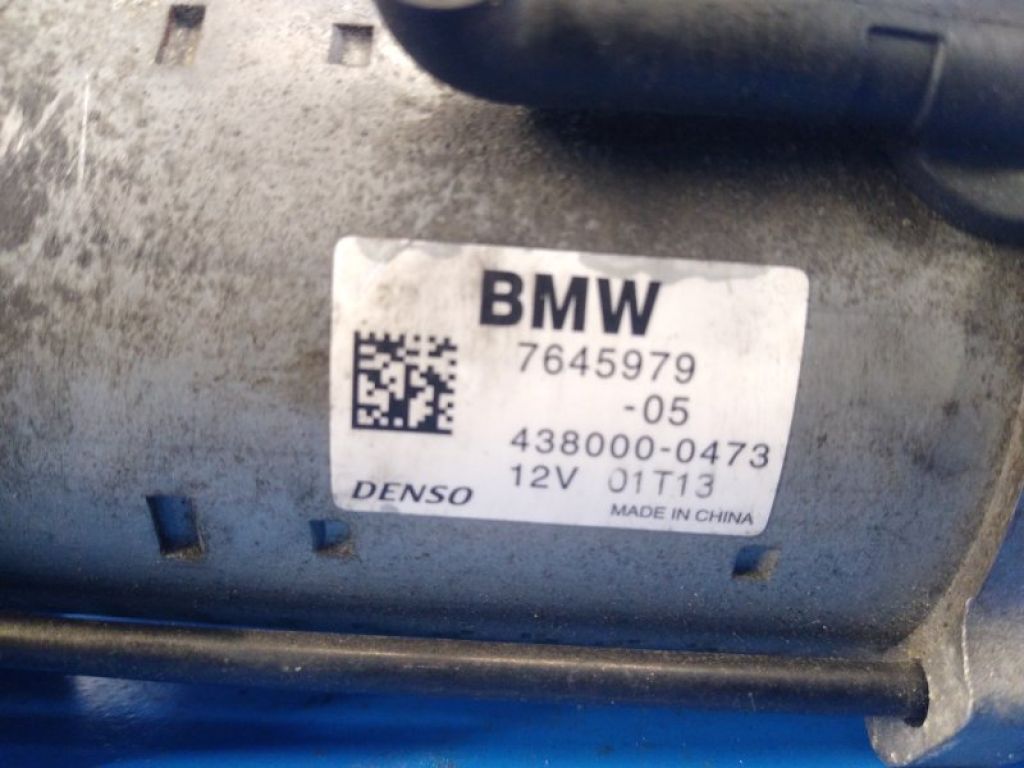 BMW
7645979
-05
438000-0473
12V 01T13
DENSO
MADE IN CHINA